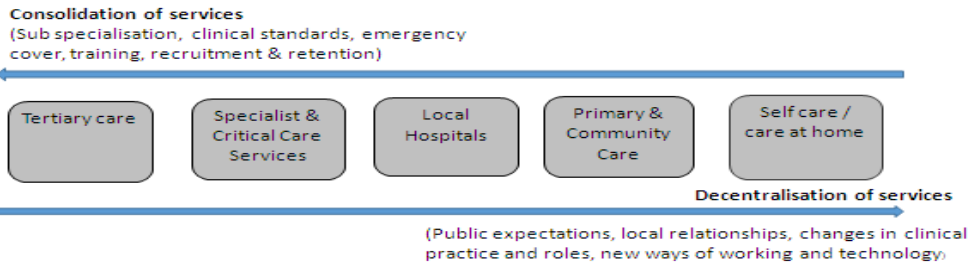 Consolidation of services
(Sub specialisation, clinical standards, emergency
cover, training, recruitment & retention)
Tertiary care
Specialist &
Critical Care
Services
Local
Hospitals
Primary &
Community
Care
Self care /
care at home
Decentralisation of services
(Public expectations, local relationships, changes in clinical
practice and roles, new ways of working and technology)